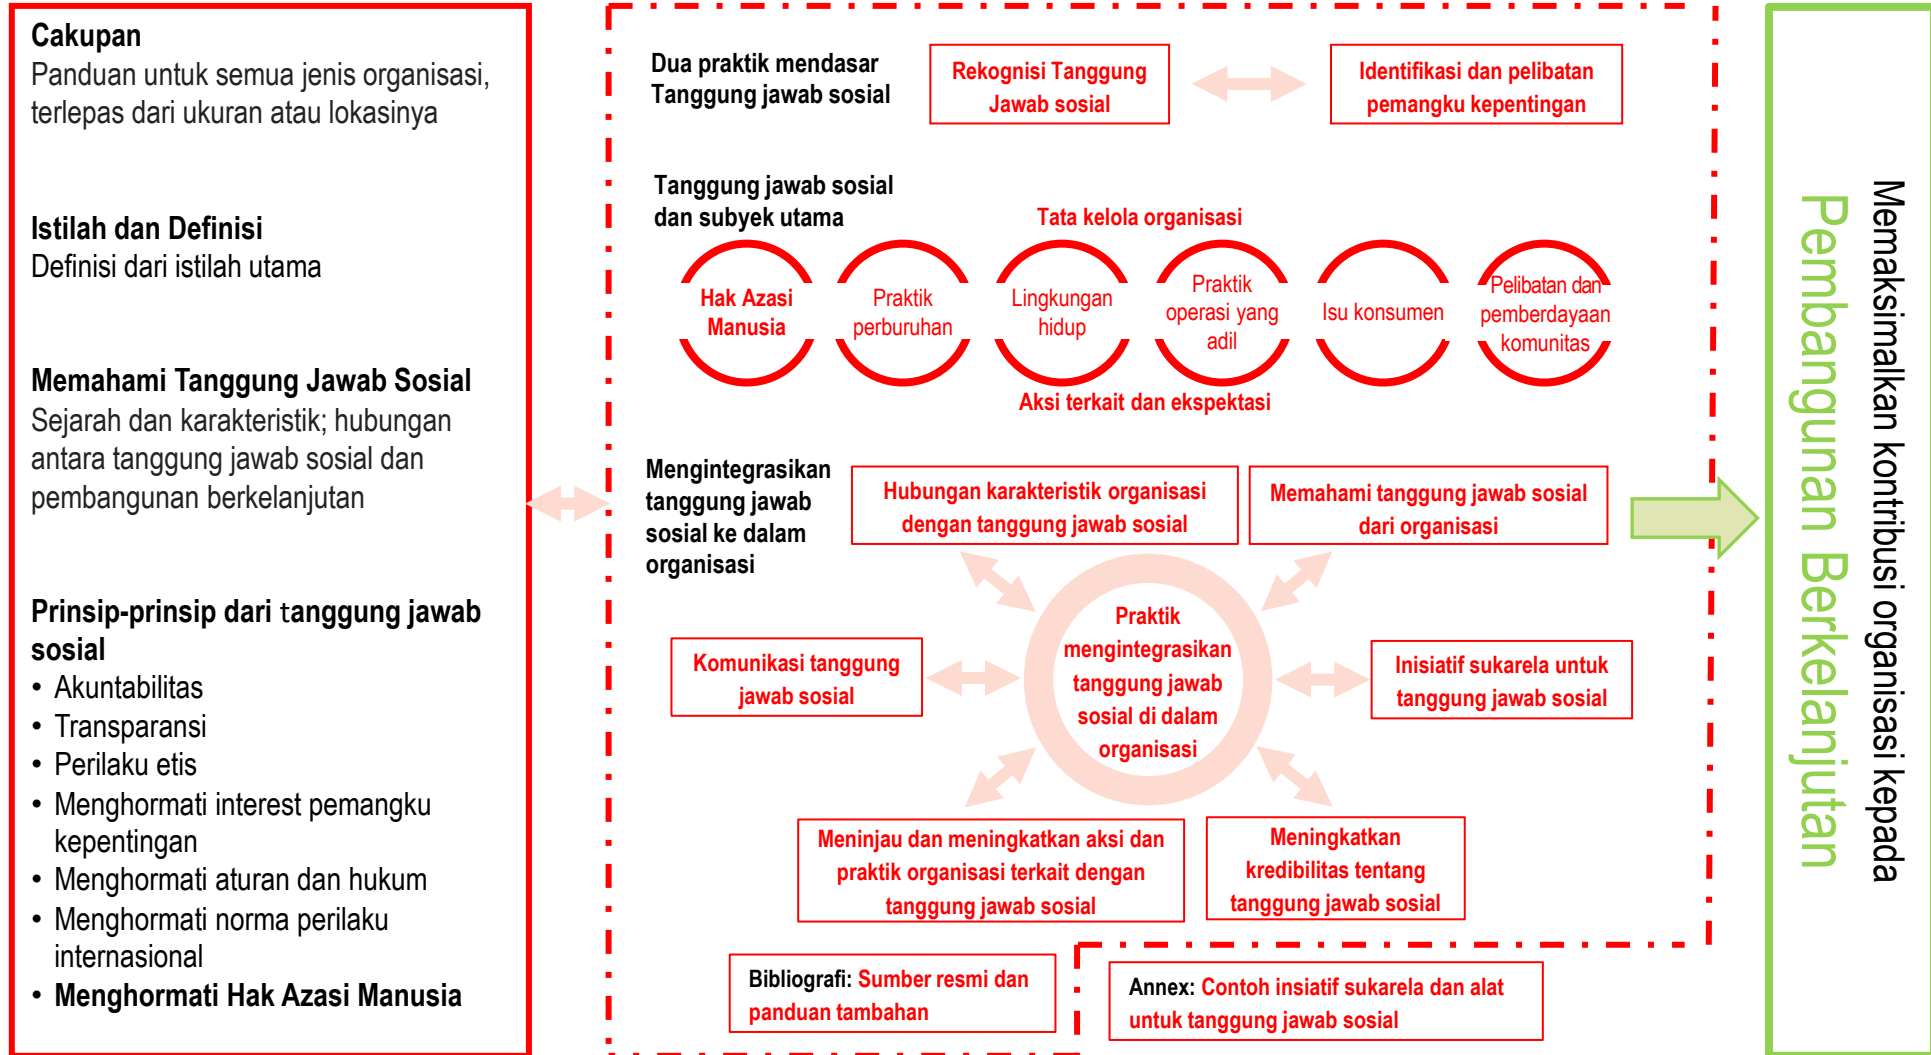 Cakupan
Panduan untuk semua jenis organisasi,
terlepas dari ukuran atau lokasinya
Istilah dan Definisi
Definisi dari istilah utama
Memahami Tanggung Jawab Sosial
Sejarah dan karakteristik; hubungan
antara tanggung jawab sosial dan
pembangunan berkelanjutan
Prinsip-prinsip dari tanggung jawab
sosial
• Akuntabilitas
• Transparansi
• Perilaku etis
• Menghormati interest pemangku
kepentingan
• Menghormati aturan dan hukum
• Menghormati norma perilaku
internasional
• Menghormati Hak Azasi Manusia
Dua praktik mendasar
Tanggung jawab sosial
Rekognisi Tanggung
Jawab sosial
Identifikasi dan pelibatan
pemangku kepentingan
Tanggung jawab sosial
dan subyek utama
Tata kelola organisasi
Hak Azasi
Manusia
Praktik
perburuhan
Lingkungan
hidup
Praktik
operasi yang
adil
Isu konsumen
Pelibatan dan
pemberdayaan
komunitas
Aksi terkait dan ekspektasi
Mengintegrasikan
tanggung jawab
sosial ke dalam
organisasi
Hubungan karakteristik organisasi
dengan tanggung jawab sosial
Memahami tanggung jawab sosial
dari organisasi
Praktik
mengintegrasikan
tanggung jawab
sosial di dalam
organisasi
Komunikasi tanggung
jawab sosial
Inisiatif sukarela untuk
tanggung jawab sosial
Meninjau dan meningkatkan aksi dan
praktik organisasi terkait dengan
tanggung jawab sosial
Meningkatkan
kredibilitas tentang
tanggung jawab sosial
Bibliografi: Sumber resmi dan
panduan tambahan
Annex: Contoh insiatif sukarela dan alat
untuk tanggung jawab sosial
Memaksimalkan kontribusi organisasi kepada
Pembangunan Berkelanjutan